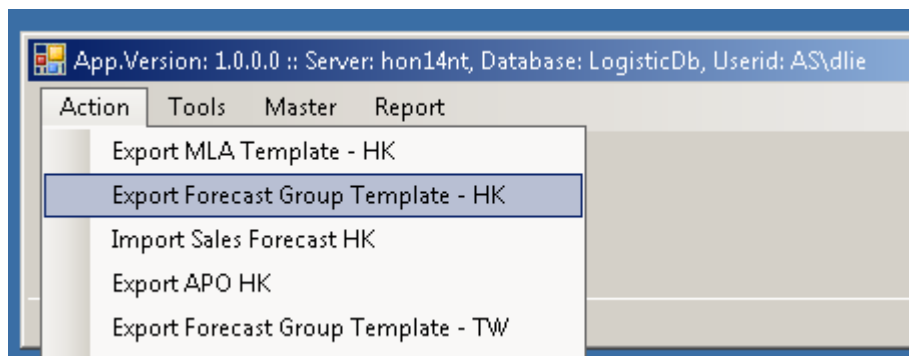 App.Version: 1.0.0.0 :: Server: hon14nt, Database: LogisticDb, Userid: AS\dlie
Action Tools Master Report
Export MLA Template - HK
Export Forecast Group Template - HK
Import Sales Forecast HK
Export APO HK
Export Forecast Group Template - TW